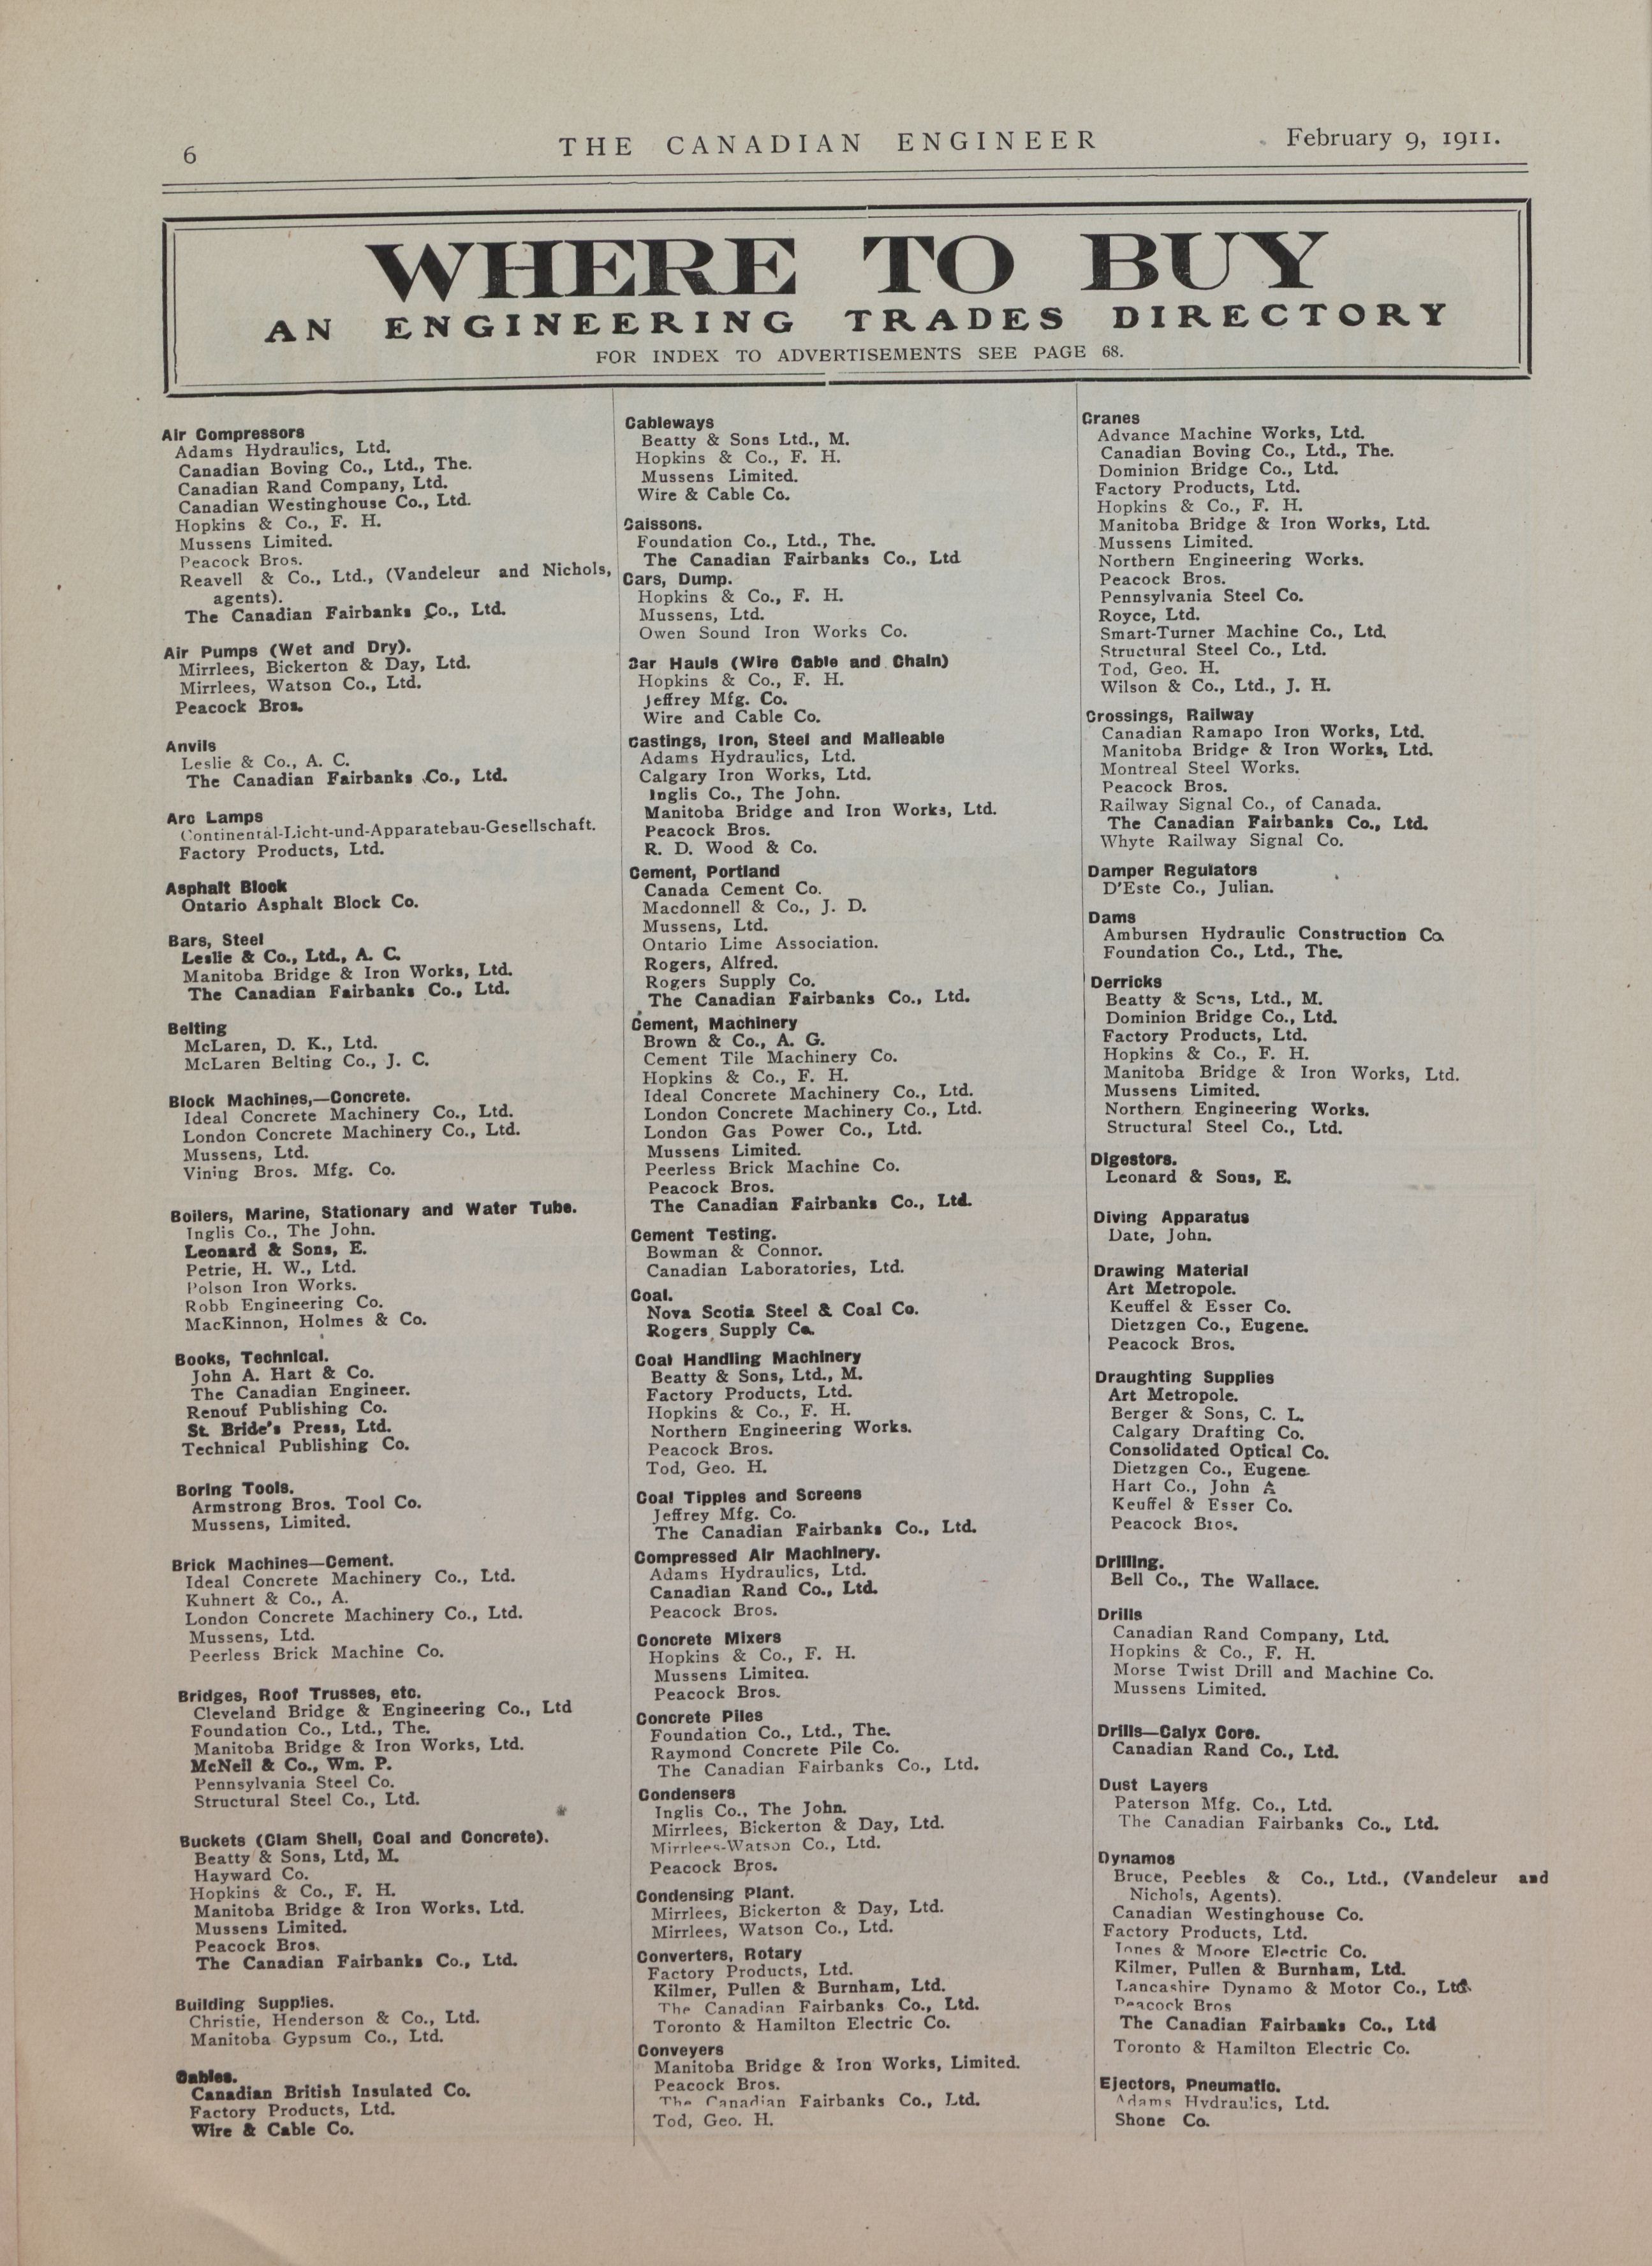 6
THE CANADIAN ENGINEER
February 9, 1911.
WHERE TO BUY
AN ENGINEERING TRADES DIRECTORY
FOR INDEX TO ADVERTISEMENTS SEE PAGE 68.
Air Compressors
Adams Hydraulics, Ltd.
Canadian Boving Co., Ltd., The.
Canadian Rand Company, Ltd.
Canadian Westinghouse Co., Ltd.
Hopkins & Co., F. H.
Mussens Limited.
Peacock Bros.
Reavell & Co., Ltd., (Vandeleur and Nichols,
agents).
The Canadian Fairbanks Co., Ltd.
Air Pumps (Wet and Dry).
Mirrlees, Bickerton & Day, Ltd.
Mirrlees, Watson Co., Ltd.
Peacock Bros.
Anvils
Leslie & Co., A. C.
The Canadian Fairbanks Co., Ltd.
Arc Lamps
Continental-Licht-und-Apparatebau-Gesellschaft.
Factory Products, Ltd.
Asphalt Block
Ontario Asphalt Block Co.
Bars, Steel
Leslie & Co., Ltd., A. C.
Manitoba Bridge & Iron Works, Ltd.
The Canadian Fairbanks Co., Ltd.
Belting
McLaren, D. K., Ltd.
McLaren Belting Co., J. C.
Block Machines,—Concrete.
Ideal Concrete Machinery Co., Ltd.
London Concrete Machinery Co., Ltd.
Mussens, Ltd.
Vining Bros. Mfg. Co.
Boilers, Marine, Stationary and Water Tube.
Inglis Co., The John.
Leonard & Sons, E.
Petrie, H. W., Ltd.
Polson Iron Works.
Robb Engineering Co.
MacKinnon, Holmes & Co.
Books, Technical.
John A. Hart & Co.
The Canadian Engineer.
Renouf Publishing Co.
St. Bride's Press, Ltd.
Technical Publishing Co.
Boring Tools.
Armstrong Bros. Tool Co.
Mussens, Limited.
Brick Machines—Cement.
Ideal Concrete Machinery Co., Ltd.
Kuhnert & Co., A.
London Concrete Machinery Co., Ltd.
Mussens, Ltd.
Peerless Brick Machine Co.
Bridges, Roof Trusses, etc.
Cleveland Bridge & Engineering Co., Ltd
Foundation Co., Ltd., The.
Manitoba Bridge & Iron Works, Ltd.
McNeil & Co., Wm. P.
Pennsylvania Steel Co.
Structural Steel Co., Ltd.
Buckets (Clam Shell, Coal and Concrete).
Beatty & Sons, Ltd, M.
Hayward Co.
Hopkins & Co., F. H.
Manitoba Bridge & Iron Works, Ltd.
Mussens Limited.
Peacock Bros.
The Canadian Fairbanks Co., Ltd.
Building Supplies.
Christie, Henderson & Co., Ltd.
Manitoba Gypsum Co., Ltd.
Cables.
Canadian British Insulated Co.
Factory Products, Ltd.
Wire & Cable Co.
Cableways
Beatty & Sons Ltd., M.
Hopkins & Co., F. H.
Mussens Limited.
Wire & Cable Co.
Caissons.
Foundation Co., Ltd., The.
The Canadian Fairbanks Co., Ltd
Cars, Dump.
Hopkins & Co., F. H.
Mussens, Ltd.
Owen Sound Iron Works Co.
Car Hauls (Wire Cable and Chain)
Hopkins & Co., F. H.
Jeffrey Mfg. Co.
Wire and Cable Co.
Castings, Iron, Steel and Malleable
Adams Hydraulics, Ltd.
Calgary Iron Works, Ltd.
Inglis Co., The John.
Manitoba Bridge and Iron Works, Ltd.
Peacock Bros.
R. D. Wood & Co.
Cement, Portland
Canada Cement Co.
Macdonnell & Co., J. D.
Mussens, Ltd.
Ontario Lime Association.
Rogers, Alfred.
Rogers Supply Co.
The Canadian Fairbanks Co., Ltd.
Cement, Machinery
Brown & Co., A. G.
Cement Tile Machinery Co.
Hopkins & Co., F. H.
Ideal Concrete Machinery Co., Ltd.
London Concrete Machinery Co., Ltd.
London Gas Power Co., Ltd.
Mussens Limited.
Peerless Brick Machine Co.
Peacock Bros.
The Canadian Fairbanks Co., Ltd.
Cement Testing.
Bowman & Connor.
Canadian Laboratories, Ltd.
Coal.
Nova Scotia Steel & Coal Co.
Rogers Supply Co.
Coal Handling Machinery
Beatty & Sons, Ltd., M.
Factory Products, Ltd.
Hopkins & Co., F. H.
Northern Engineering Works.
Peacock Bros.
Tod, Geo. H.
Coal Tipples and Screens
Jeffrey Mfg. Co.
The Canadian Fairbanks Co., Ltd.
Compressed Air Machinery.
Adams Hydraulics, Ltd.
Canadian Rand Co., Ltd.
Peacock Bros.
Concrete Mixers
Hopkins & Co., F. H.
Mussens Limited.
Peacock Bros.
Concrete Piles
Foundation Co., Ltd., The.
Raymond Concrete Pile Co.
The Canadian Fairbanks Co., Ltd.
Condensers
Inglis Co., The John.
Mirrlees, Bickerton & Day, Ltd.
Mirrlees-Watson Co., Ltd.
Peacock Bros.
Condensing Plant.
Mirrlees, Bickerton & Day, Ltd.
Mirrlees, Watson Co., Ltd.
Converters, Rotary
Factory Products, Ltd.
Kilmer, Pullen & Burnham, Ltd.
The Canadian Fairbanks Co., Ltd.
Toronto & Hamilton Electric Co.
Conveyers
Manitoba Bridge & Iron Works, Limited.
Peacock Bros.
The Canadian Fairbanks Co., Ltd.
Tod, Geo. H.
Cranes
Advance Machine Works, Ltd.
Canadian Boving Co., Ltd., The.
Dominion Bridge Co., Ltd.
Factory Products, Ltd.
Hopkins & Co., F. H.
Manitoba Bridge & Iron Works, Ltd.
Mussens Limited.
Northern Engineering Works.
Peacock Bros.
Pennsylvania Steel Co.
Royce, Ltd.
Smart-Turner Machine Co., Ltd.
Structural Steel Co., Ltd.
Tod, Geo. H.
Wilson & Co., Ltd., J. H.
Crossings, Railway
Canadian Ramapo Iron Works, Ltd.
Manitoba Bridge & Iron Works, Ltd.
Montreal Steel Works.
Peacock Bros.
Railway Signal Co., of Canada.
The Canadian Fairbanks Co., Ltd.
Whyte Railway Signal Co.
Damper Regulators
D'Este Co., Julian.
Dams
Ambursen Hydraulic Construction Co.
Foundation Co., Ltd., The.
Derricks
Beatty & Sons, Ltd., M.
Dominion Bridge Co., Ltd.
Factory Products, Ltd.
Hopkins & Co., F. H.
Manitoba Bridge & Iron Works, Ltd.
Mussens Limited.
Northern Engineering Works.
Structural Steel Co., Ltd.
Digestors.
Leonard & Sons, E.
Diving Apparatus
Date, John.
Drawing Material
Art Metropole.
Keuffel & Esser Co.
Dietzgen Co., Eugene.
Peacock Bros.
Draughting Supplies
Art Metropole.
Berger & Sons, C. L.
Calgary Drafting Co.
Consolidated Optical Co.
Dietzgen Co., Eugene.
Hart Co., John A
Keuffel & Esser Co.
Peacock Bros.
Drilling.
Bell Co., The Wallace.
Drills
Canadian Rand Company, Ltd.
Hopkins & Co., F. H.
Morse Twist Drill and Machine Co.
Mussens Limited.
Drills—Calyx Core.
Canadian Rand Co., Ltd.
Dust Layers
Paterson Mfg. Co., Ltd.
The Canadian Fairbanks Co., Ltd.
Dynamos
Bruce, Peebles & Co., Ltd., (Vandeleur and
Nichols, Agents).
Canadian Westinghouse Co.
Factory Products, Ltd.
Jones & Moore Electric Co.
Kilmer, Pullen & Burnham, Ltd.
Lancashire Dynamo & Motor Co., Ltd.
Peacock Bros
The Canadian Fairbanks Co., Ltd
Toronto & Hamilton Electric Co.
Ejectors, Pneumatic.
Adams Hydraulics, Ltd.
Shone Co.